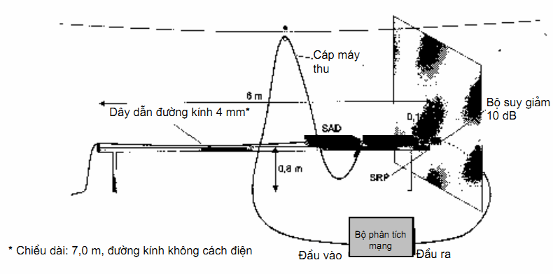 Cáp máy
thu
6 m
Bộ suy giảm
10 dB
Dây dẫn đường kính 4 mm*
SAD
0,8 m
SRP
Bộ phân tích
mạng
* Chiều dài: 7,0 m, đường kính không cách điện
Đầu vào
Đầu ra